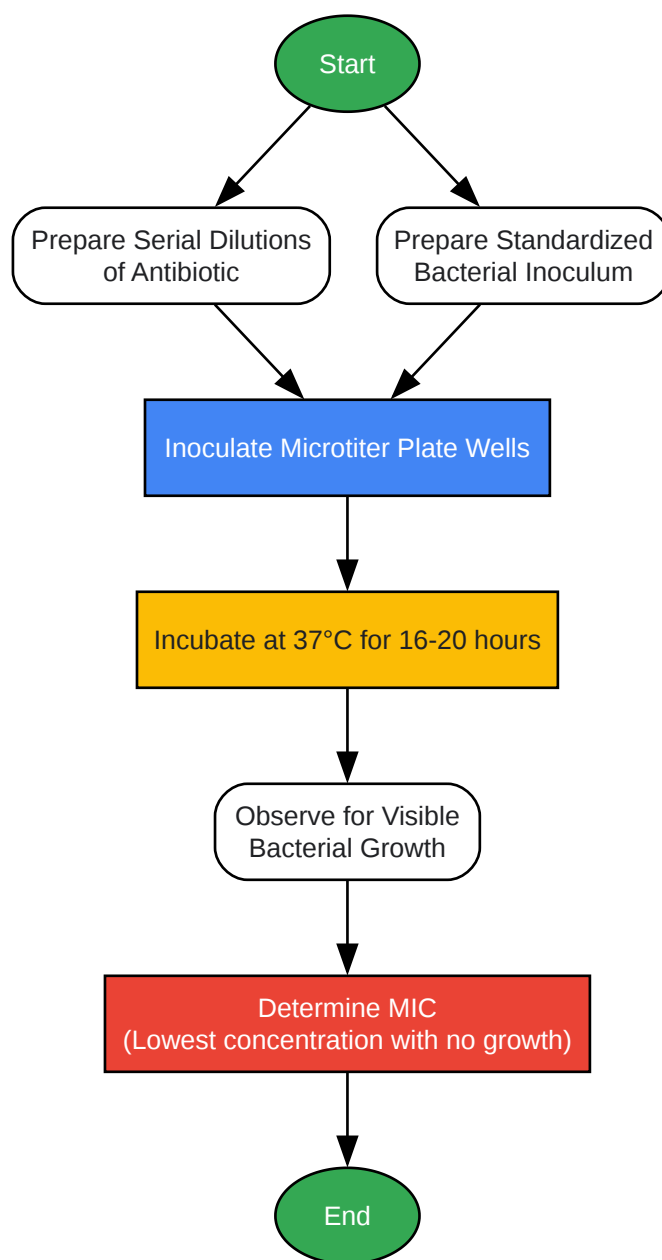 Start
Prepare Serial Dilutions
of Antibiotic
Prepare Standardized
Bacterial Inoculum
Inoculate Microtiter Plate Wells
Incubate at 37°C for 16-20 hours
Observe for Visible
Bacterial Growth
Determine MIC
(Lowest concentration with no growth)
End